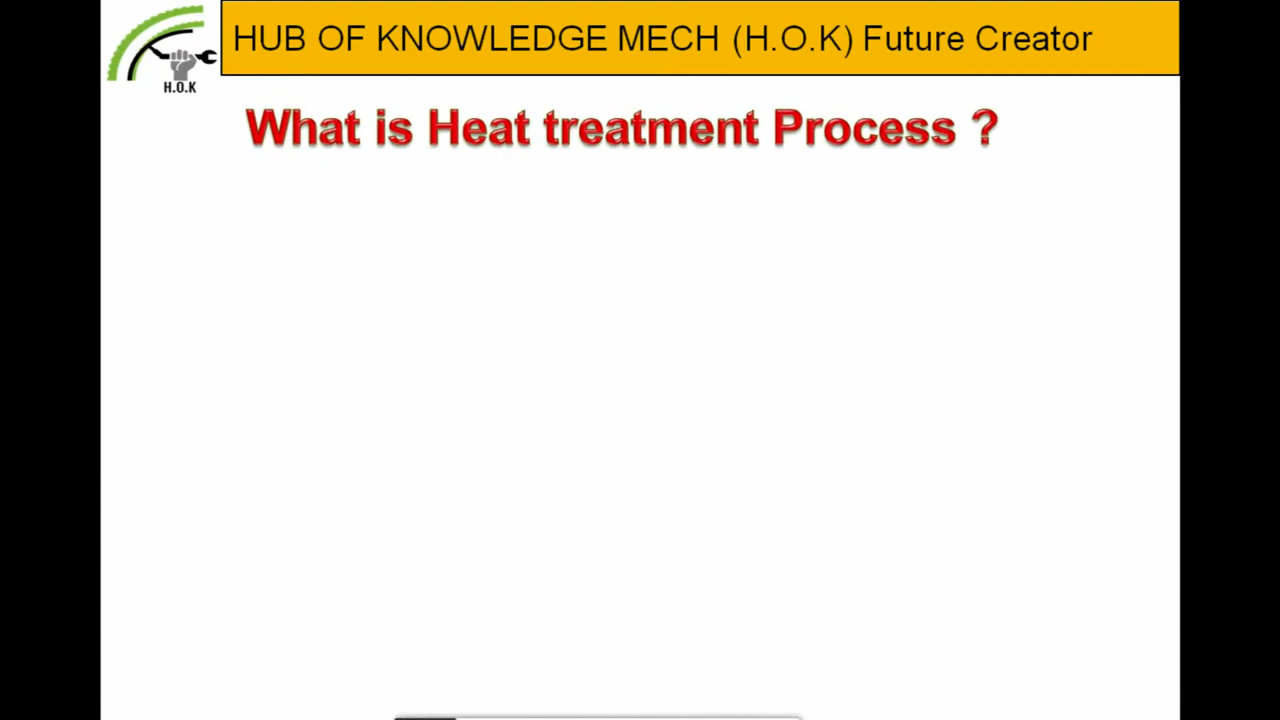 HUB OF KNOWLEDGE MECH (H.O.K) Future Creator
H.O.K
What is Heat treatment Process ?